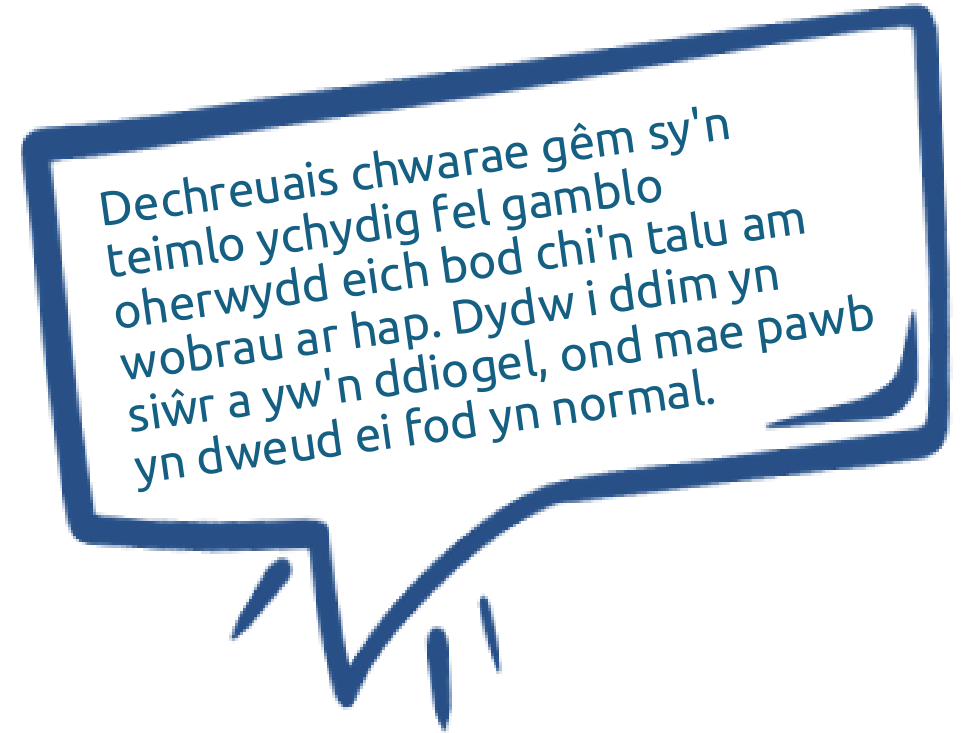 Dechreuais chwarae gêm sy'n
teimlo ychydig fel gamblo
oherwydd eich bod chi'n talu am
wobrau ar hap. Dydw i ddim yn
siŵr a yw'n ddiogel, ond mae pawb
yn dweud ei fod yn normal.